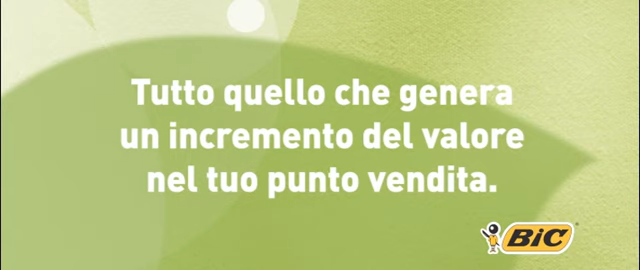 Tutto quello che genera
un incremento del valore
nel tuo punto vendita.
BiC